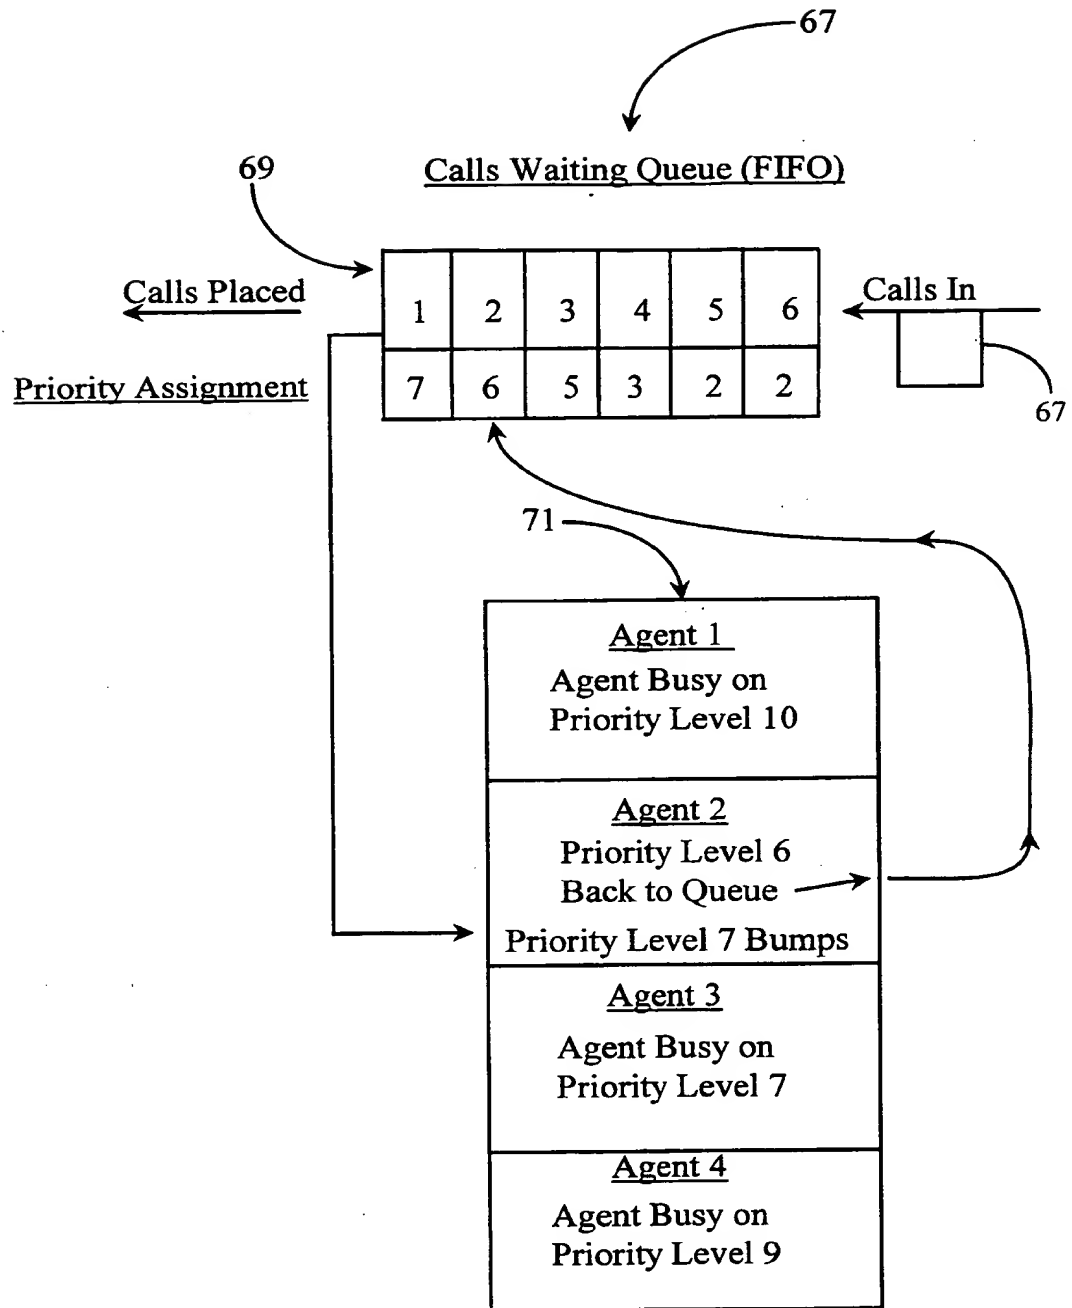 67
69
Calls Waiting Queue (FIFO)
Calls Placed
1 2 3 4 5 6
Calls In
Priority Assignment
7 6 5 3 2 2
67
71
Agent 1
Agent Busy on
Priority Level 10
Agent 2
Priority Level 6
Back to Queue
Priority Level 7 Bumps
Agent 3
Agent Busy on
Priority Level 7
Agent 4
Agent Busy on
Priority Level 9